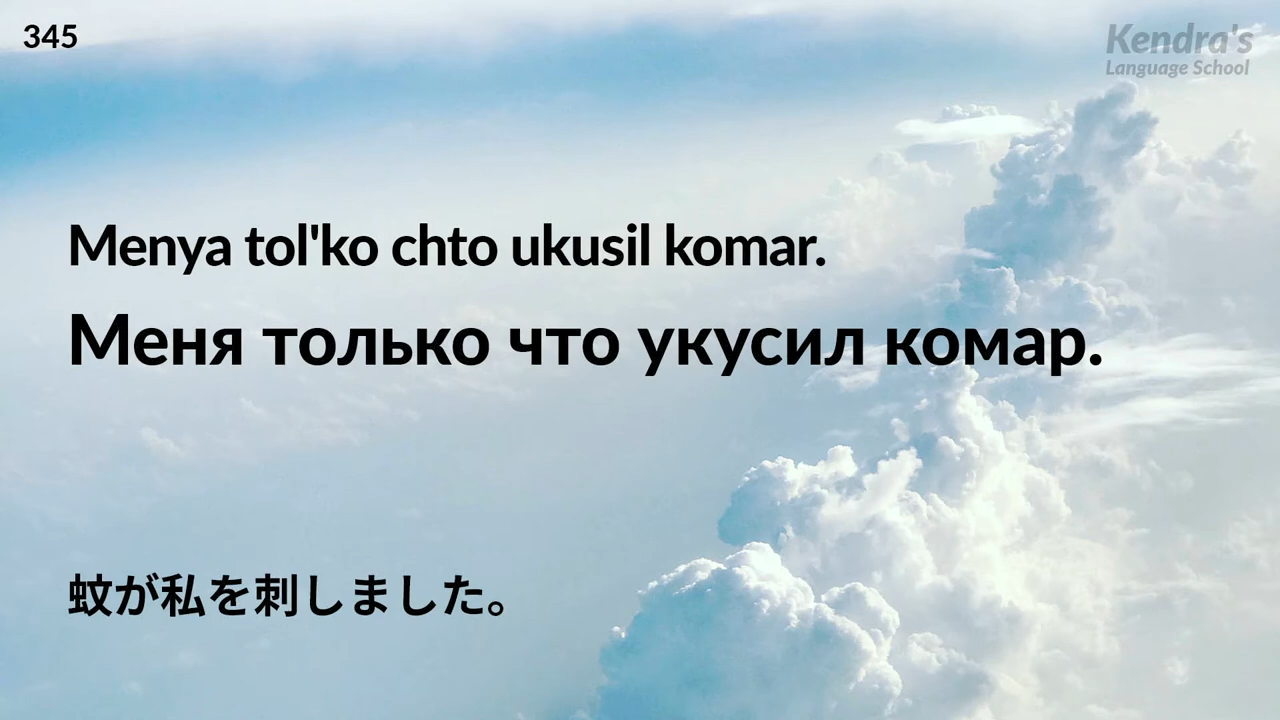 345
Kendra's
Language School
Menya tol'ko chto ukusil komar.
Меня только что укусил комар.
蚊が私を刺しました。